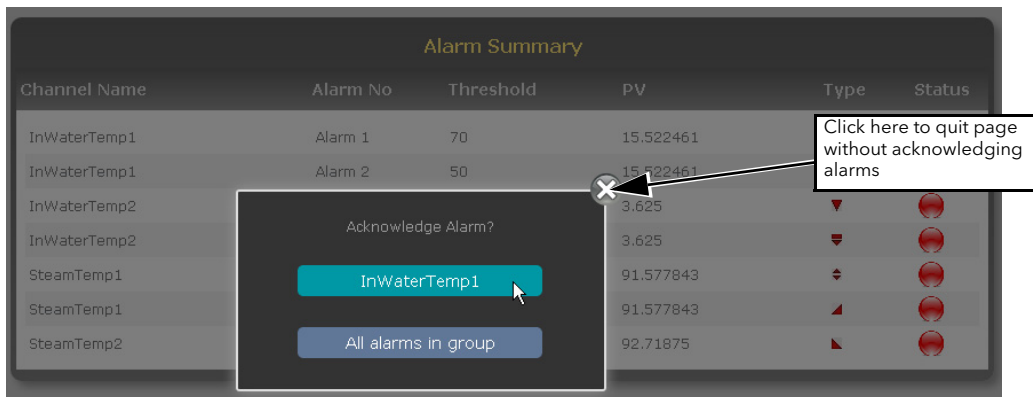 Alarm Summary
Channel Name Alarm No Threshold PV Type Status
InWaterTemp1 Alarm 1 70 15.522461
InWaterTemp1 Alarm 2 50 15.522461
Click here to quit page
without acknowledging
alarms
InWaterTemp2 3.625
InWaterTemp2 3.625
SteamTemp1 91.577843
SteamTemp1 91.577843
SteamTemp2 92.71875
Acknowledge Alarm?
InWaterTemp1
All alarms in group